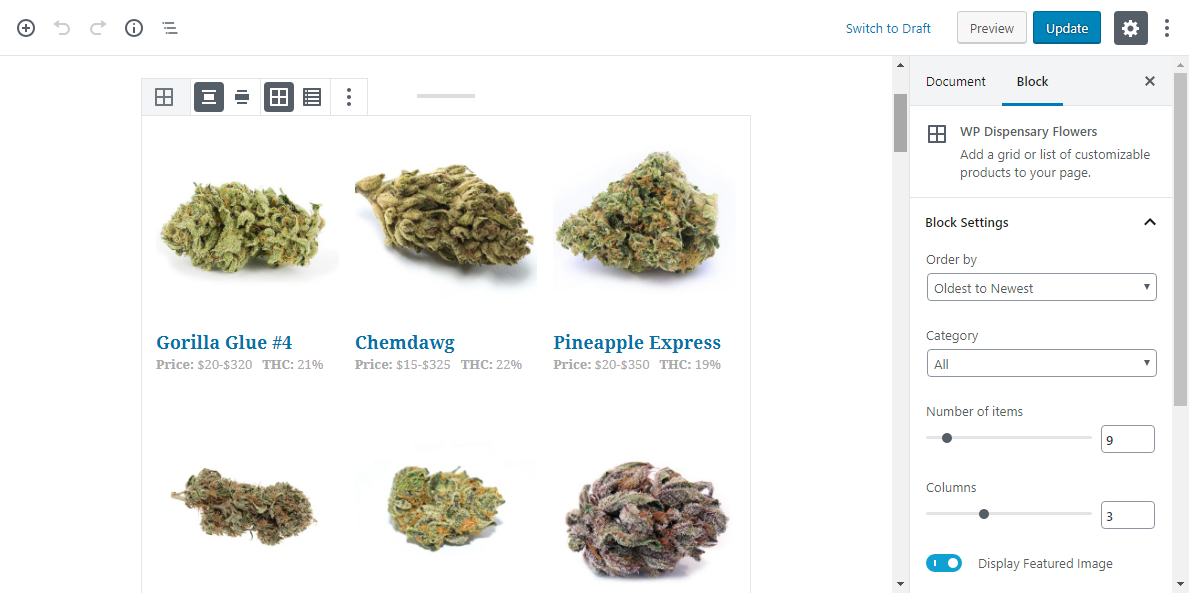 Switch to Draft
Preview
Update
Document
Block
WP Dispensary Flowers
Add a grid or list of customizable
products to your page.
Block Settings
Order by
Oldest to Newest
Category
All
Number of items
9
Columns
3
Display Featured Image
Gorilla Glue #4
Price: $20-$320 THC: 21%
Chemdawg
Price: $15-$325 THC: 22%
Pineapple Express
Price: $20-$350 THC: 19%